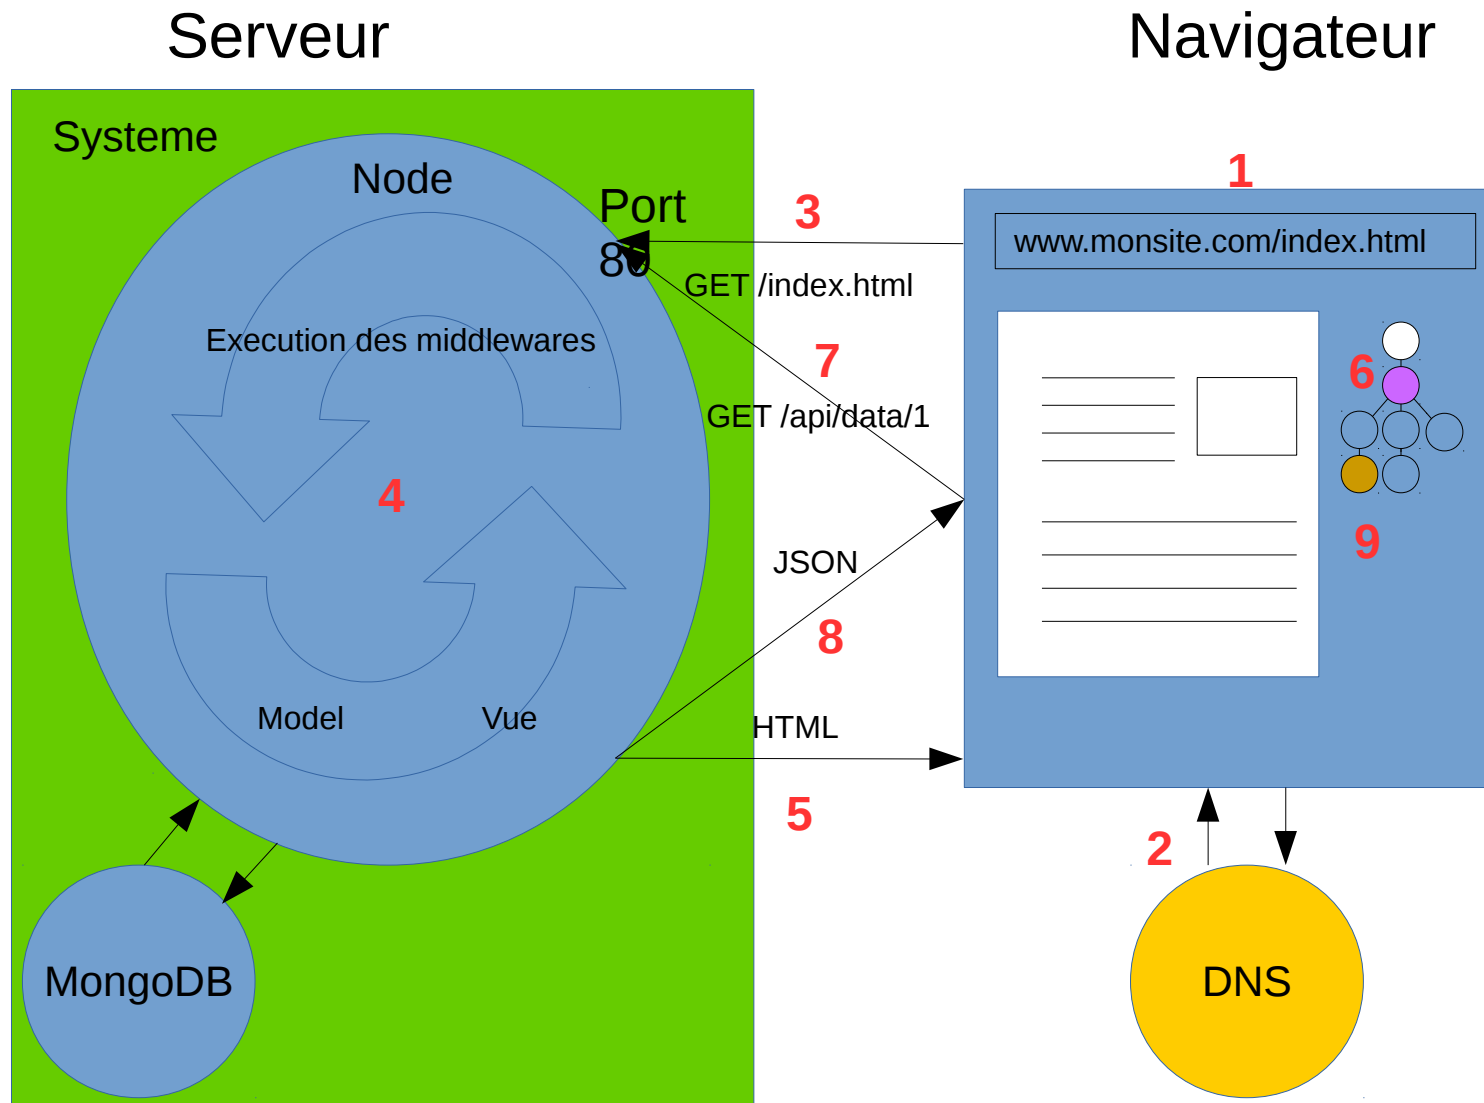 Serveur
Navigateur
Systeme
Node
Port
80
3
1
www.monsite.com/index.html
GET /index.html
Execution des middlewares
7
6
GET /api/data/1
4
9
JSON
8
Model
Vue
HTML
5
2
MongoDB
DNS